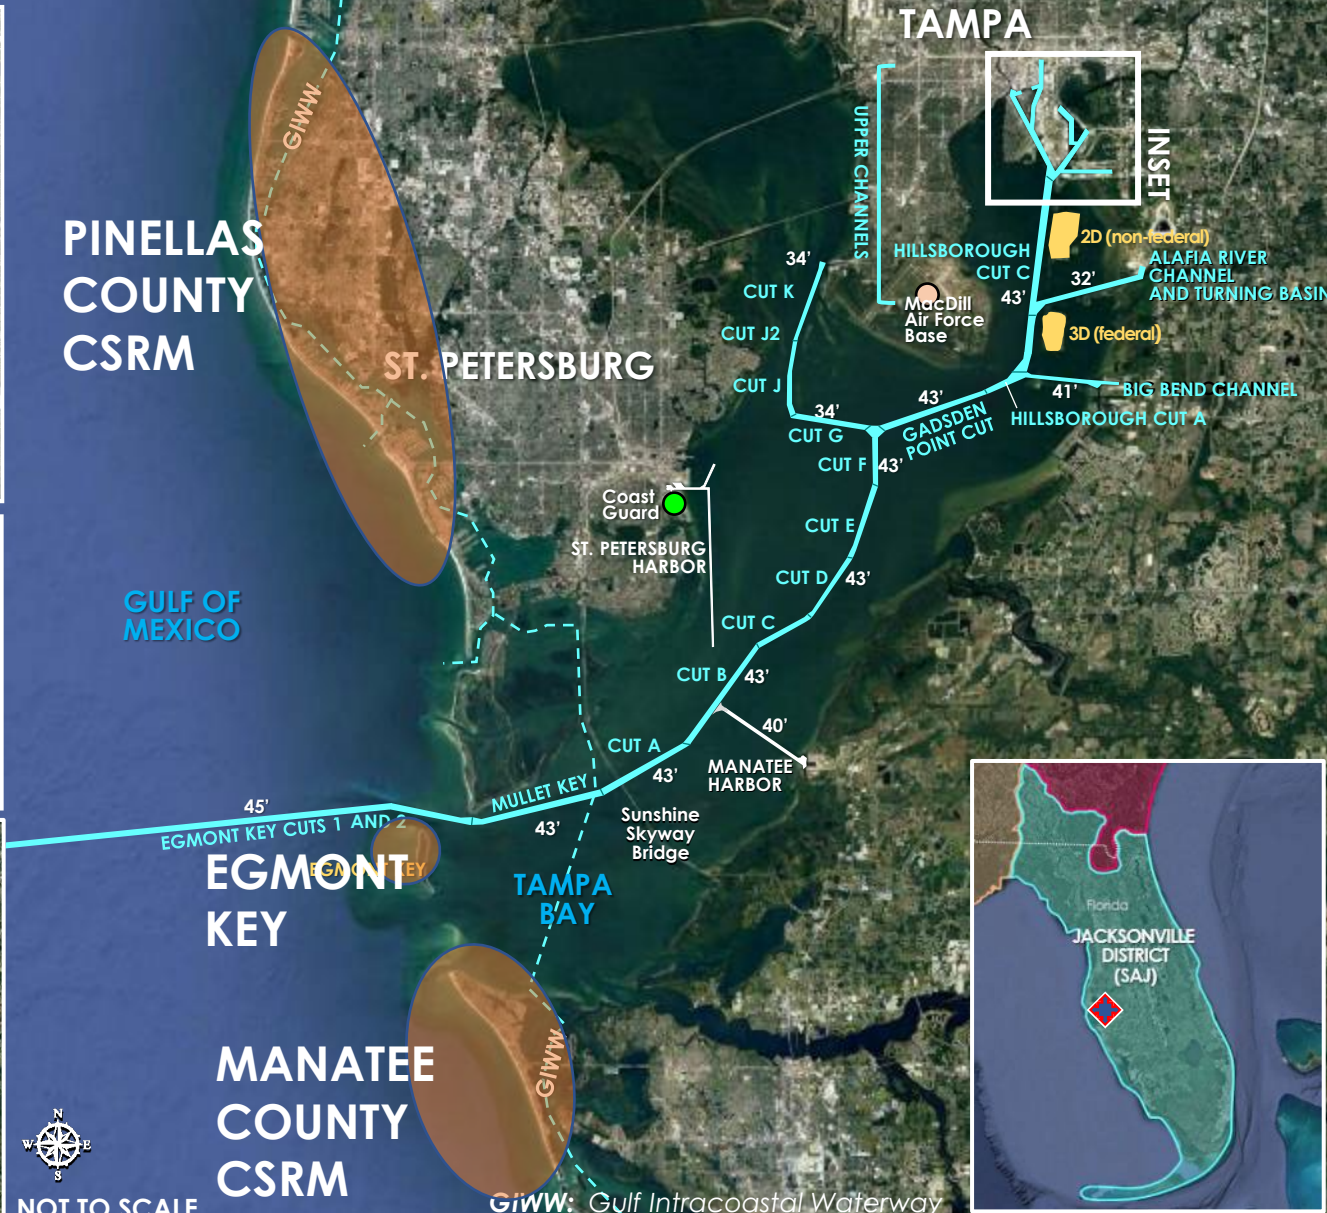 TAMPA
GIWW
UPPER CHANNELS
INSET
PINELLAS
COUNTY
CSRM
2D (non-federal)
HILLSBOROUGH
CUT C
34'
ALAFIA RIVER
CHANNEL
AND TURNING BASIN
32'
CUT K
43'
MacDill
Air Force
Base
CUT J2
3D (federal)
ST. PETERSBURG
CUT J
43'
41'
BIG BEND CHANNEL
34'
GADSDEN
POINT CUT
HILLSBOROUGH CUT A
CUT G
CUT F
43'
Coast
Guard
CUT E
ST. PETERSBURG
HARBOR
CUT D
43'
GULF OF
MEXICO
CUT C
CUT B
43'
40'
CUT A
43'
MANATEE
HARBOR
MULLET KEY
45'
43'
EGMONT KEY CUTS 1 AND 2
Sunshine
Skyway
Bridge
EGMONT KEY
EGMONT
KEY
TAMPA
BAY
Florida
JACKSONVILLE
DISTRICT
(SAJ)
GIWW
MANATEE
COUNTY
CSRM
N
W E
S
NOT TO SCALE
GIWW: Gulf Intracoastal Waterway